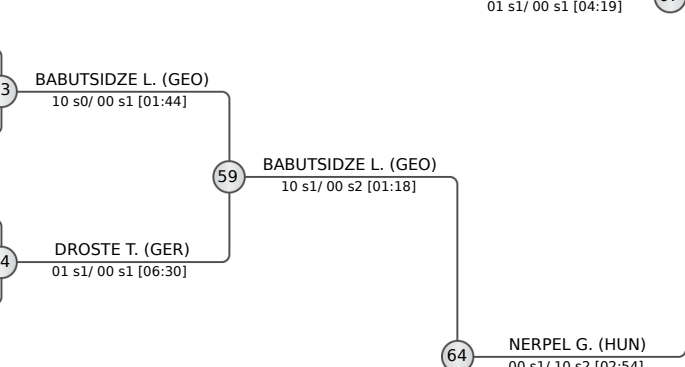 01 s1/ 00 s1 [04:19]
3
BABUTSIDZE L. (GEO)
10 s0/ 00 s1 [01:44]
59
BABUTSIDZE L. (GEO)
10 s1/ 00 s2 [01:18]
4
DROSTE T. (GER)
01 s1/ 00 s1 [06:30]
64
NERPEL G. (HUN)
00 s1/ 10 s2 [02:54]